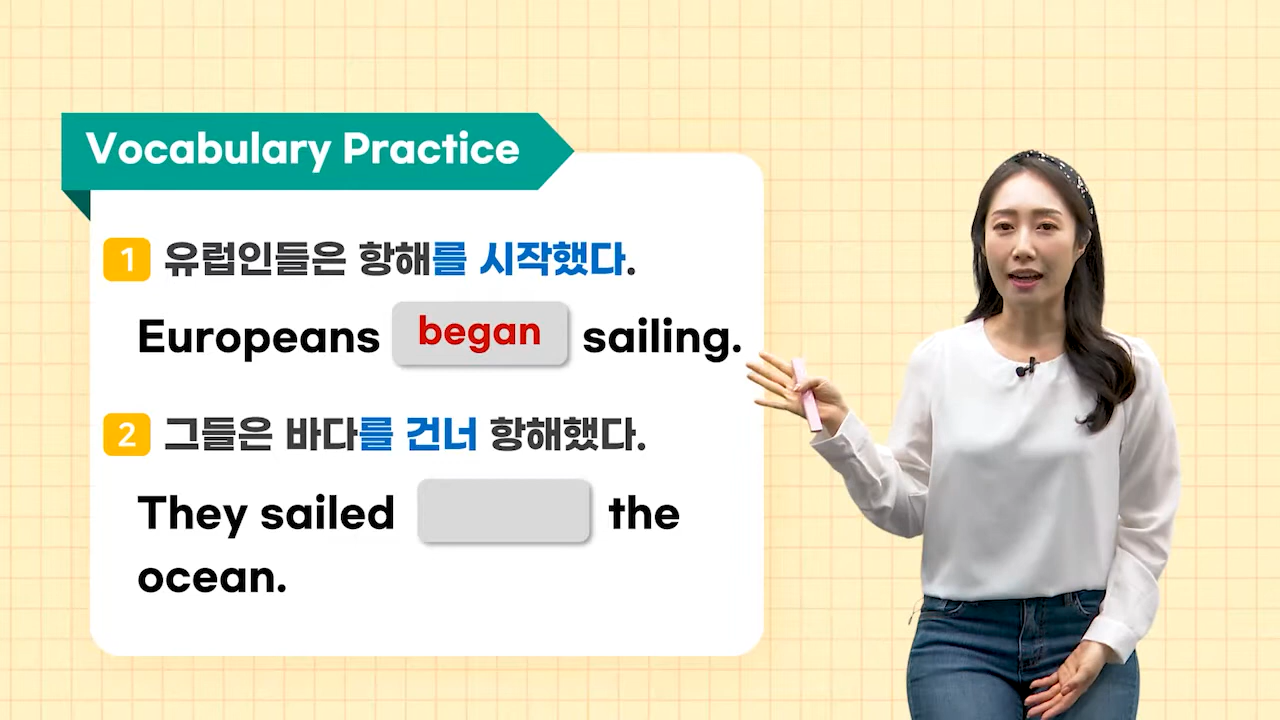 Vocabulary Practice
1 유럽인들은 항해를 시작했다.
Europeans began sailing.
2 그들은 바다를 건너 항해했다.
They sailed the
ocean.